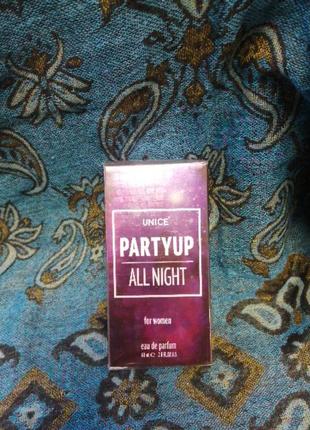 UNICE
PARTYUP
ALL NIGHT
for women
eau de parfum